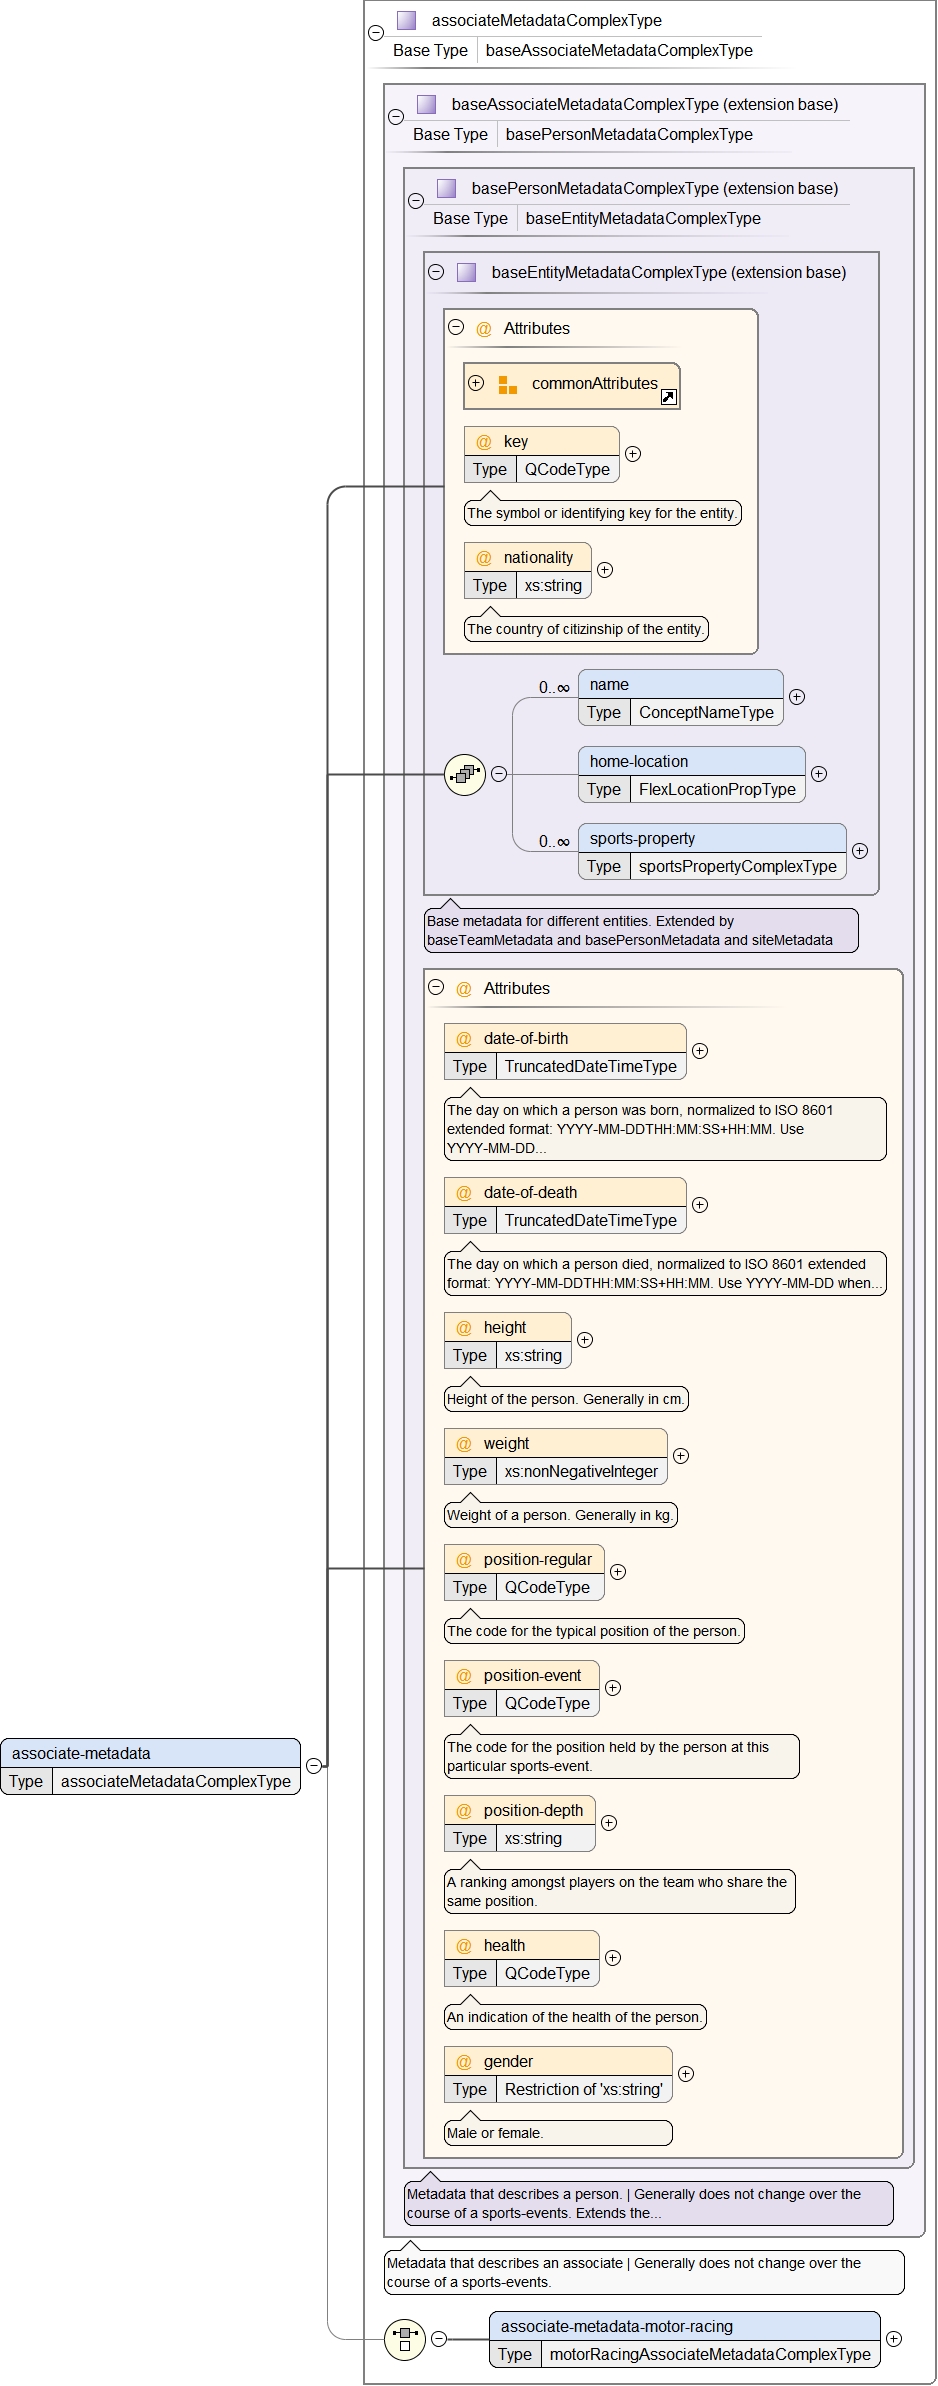 associateMetadataComplexType
Base Type baseAssociateMetadataComplexType
baseAssociateMetadataComplexType (extension base)
Base Type basePersonMetadataComplexType
basePersonMetadataComplexType (extension base)
Base Type baseEntityMetadataComplexType
baseEntityMetadataComplexType (extension base)
@ Attributes
commonAttributes
@ key
Type QCodeType
The symbol or identifying key for the entity.
@ nationality
Type xs:string
The country of citizinship of the entity.
0..∞ name
Type ConceptNameType
home-location
Type FlexLocationPropType
0..∞ sports-property
Type sportsPropertyComplexType
Base metadata for different entities. Extended by
baseTeamMetadata and basePersonMetadata and siteMetadata
@ Attributes
@ date-of-birth
Type TruncatedDateTimeType
The day on which a person was born, normalized to ISO 8601
extended format: YYYY-MM-DDTHH:MM:SS+HH:MM. Use
YYYY-MM-DD...
@ date-of-death
Type TruncatedDateTimeType
The day on which a person died, normalized to ISO 8601 extended
format: YYYY-MM-DDTHH:MM:SS+HH:MM. Use YYYY-MM-DD when...
@ height
Type xs:string
Height of the person. Generally in cm.
@ weight
Type xs:nonNegativeInteger
Weight of a person. Generally in kg.
@ position-regular
Type QCodeType
The code for the typical position of the person.
@ position-event
Type QCodeType
The code for the position held by the person at this
particular sports-event.
associate-metadata
Type associateMetadataComplexType
@ position-depth
Type xs:string
A ranking amongst players on the team who share the
same position.
@ health
Type QCodeType
An indication of the health of the person.
@ gender
Type Restriction of 'xs:string'
Male or female.
Metadata that describes a person. | Generally does not change over the
course of a sports-events. Extends the...
Metadata that describes an associate | Generally does not change over the
course of a sports-events.
associate-metadata-motor-racing
Type motorRacingAssociateMetadataComplexType